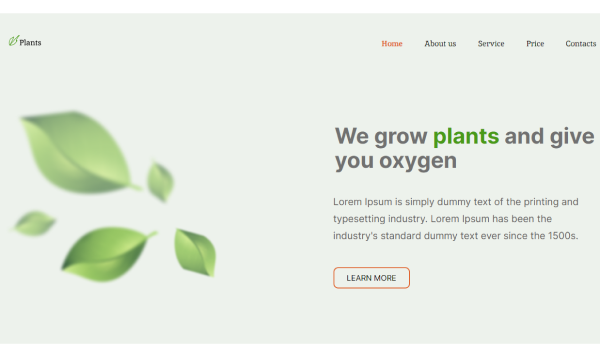 Plants
Home About us Service Price Contacts
We grow plants and give
you oxygen
Lorem Ipsum is simply dummy text of the printing and
typesetting industry. Lorem Ipsum has been the
industry's standard dummy text ever since the 1500s.
LEARN MORE